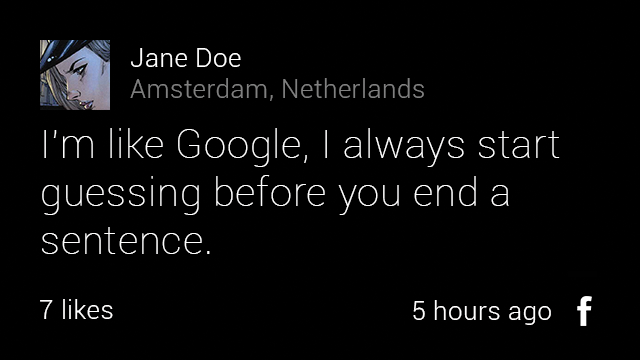 Jane Doe
Amsterdam, Netherlands
I'm like Google, I always start
guessing before you end a
sentence.
7 likes
5 hours ago f